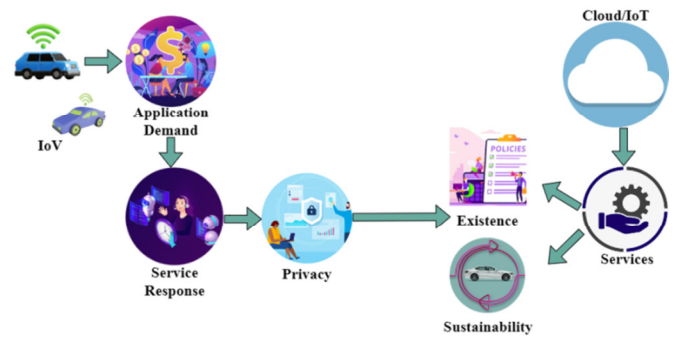 Cloud/IoT
Application
Demand
IoV
POLICIES
Existence
Services
Service
Response
Privacy
Sustainability